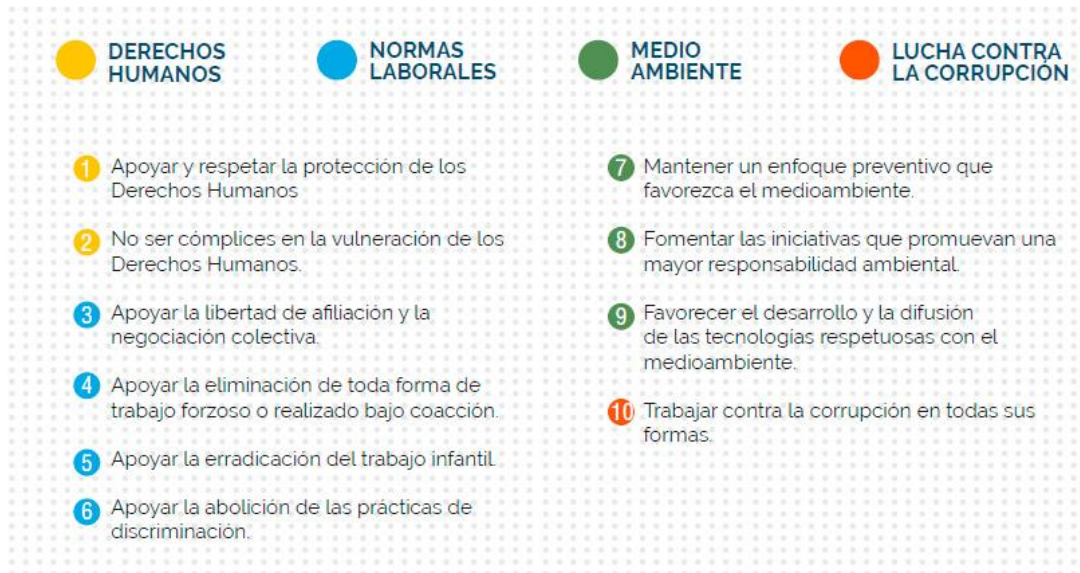 DERECHOS
HUMANOS
NORMAS
LABORALES
MEDIO
AMBIENTE
LUCHA CONTRA
LA CORRUPCIÓN
1 Apoyar y respetar la protección de los
Derechos Humanos
2 No ser cómplices en la vulneración de los
Derechos Humanos.
3 Apoyar la libertad de afiliación y la
negociación colectiva.
4 Apoyar la eliminación de toda forma de
trabajo forzoso o realizado bajo coacción.
5 Apoyar la erradicación del trabajo infantil.
6 Apoyar la abolición de las prácticas de
discriminación.
7 Mantener un enfoque preventivo que
favorezca el medioambiente.
8 Fomentar las iniciativas que promuevan una
mayor responsabilidad ambiental.
9 Favorecer el desarrollo y la difusión
de las tecnologías respetuosas con el
medioambiente.
10 Trabajar contra la corrupción en todas sus
formas.